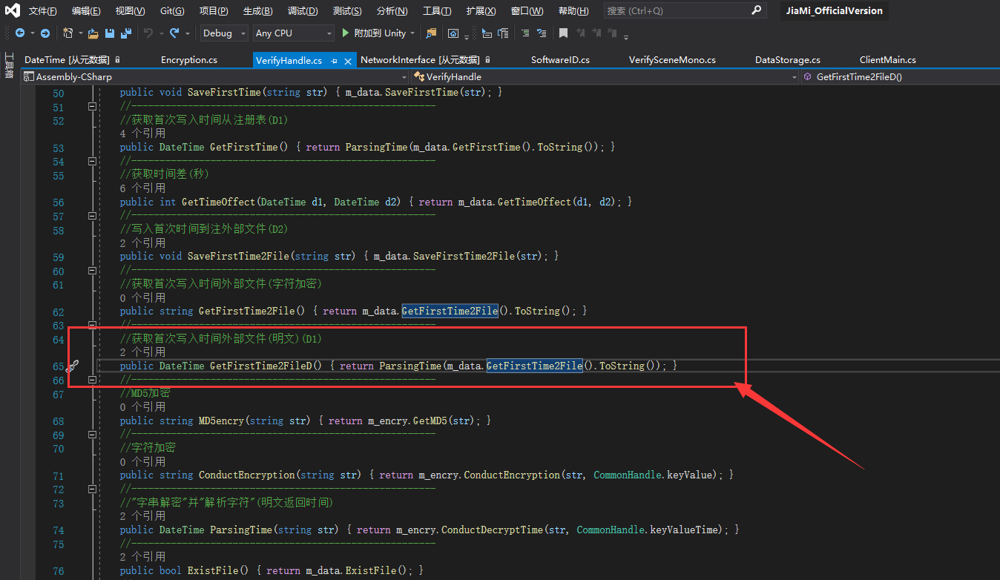 文件(F) 编辑(E) 视图(V) Git(G) 项目(P) 生成(B) 调试(D) 测试(S) 分析(N) 工具(T) 扩展(X) 窗口(W) 帮助(H) 搜索 (Ctrl+Q) JiaMi_OfficialVersion
Debug Any CPU 附加到 Unity
工具箱
DateTime [从元数据] Encryption.cs VerifyHandle.cs NetworkInterface [从元数据] SoftwareID.cs VerifySceneMono.cs DataStorage.cs ClientMain.cs
Assembly-CSharp VerifyHandle GetFirstTime2FileD()
50 public void SaveFirstTime(string str) { m_data.SaveFirstTime(str); }
51 //------------------------------------------------------
52 //获取首次写入时间从注册表(D1)
4 个引用
53 public DateTime GetFirstTime() { return ParsingTime(m_data.GetFirstTime().ToString()); }
54 //------------------------------------------------------
55 //获取时间差(秒)
6 个引用
56 public int GetTimeOffect(DateTime d1, DateTime d2) { return m_data.GetTimeOffect(d1, d2); }
57 //------------------------------------------------------
58 //写入首次时间到注外部文件(D2)
2 个引用
59 public void SaveFirstTime2File(string str) { m_data.SaveFirstTime2File(str); }
60 //------------------------------------------------------
61 //获取首次写入时间外部文件(字符加密)
0 个引用
62 public string GetFirstTime2File() { return m_data.GetFirstTime2File().ToString(); }
63 //------------------------------------------------------
64 //获取首次写入时间外部文件(明文)(D1)
2 个引用
65 public DateTime GetFirstTime2FileD() { return ParsingTime(m_data.GetFirstTime2File().ToString()); }
66 //------------------------------------------------------
67 //MD5加密
0 个引用
68 public string MD5encry(string str) { return m_encry.GetMD5(str); }
69 //------------------------------------------------------
70 //字符加密
0 个引用
71 public string ConductEncryption(string str) { return m_encry.ConductEncryption(str, CommonHandle.keyValue); }
72 //------------------------------------------------------
73 //"字串解密"并"解析字符"(明文返回时间)
2 个引用
74 public DateTime ParsingTime(string str) { return m_encry.ConductDecryptTime(str, CommonHandle.keyValueTime); }
75 //------------------------------------------------------
2 个引用
76 public bool ExistFile() { return m_data.ExistFile(); }